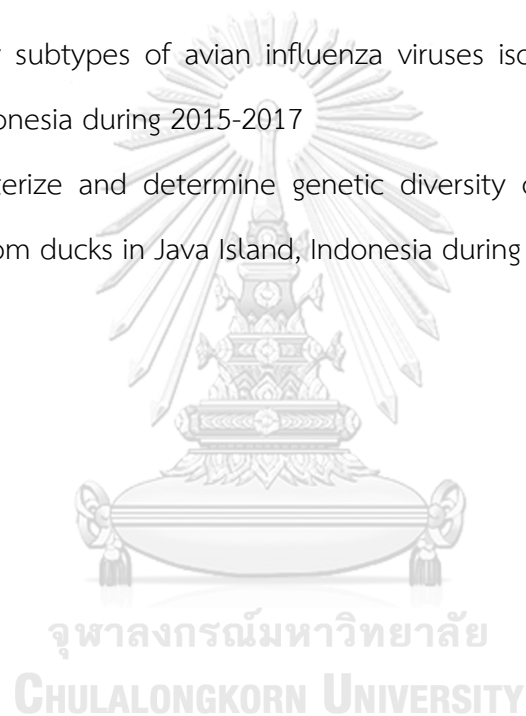 subtypes of avian influenza viruses iso
onesia during 2015-2017
terize and determine genetic diversity
om ducks in Java Island, Indonesia during
จุฬาลงกรณ์มหาวิทยาลัย
CHULALONGKORN UNIVERSITY